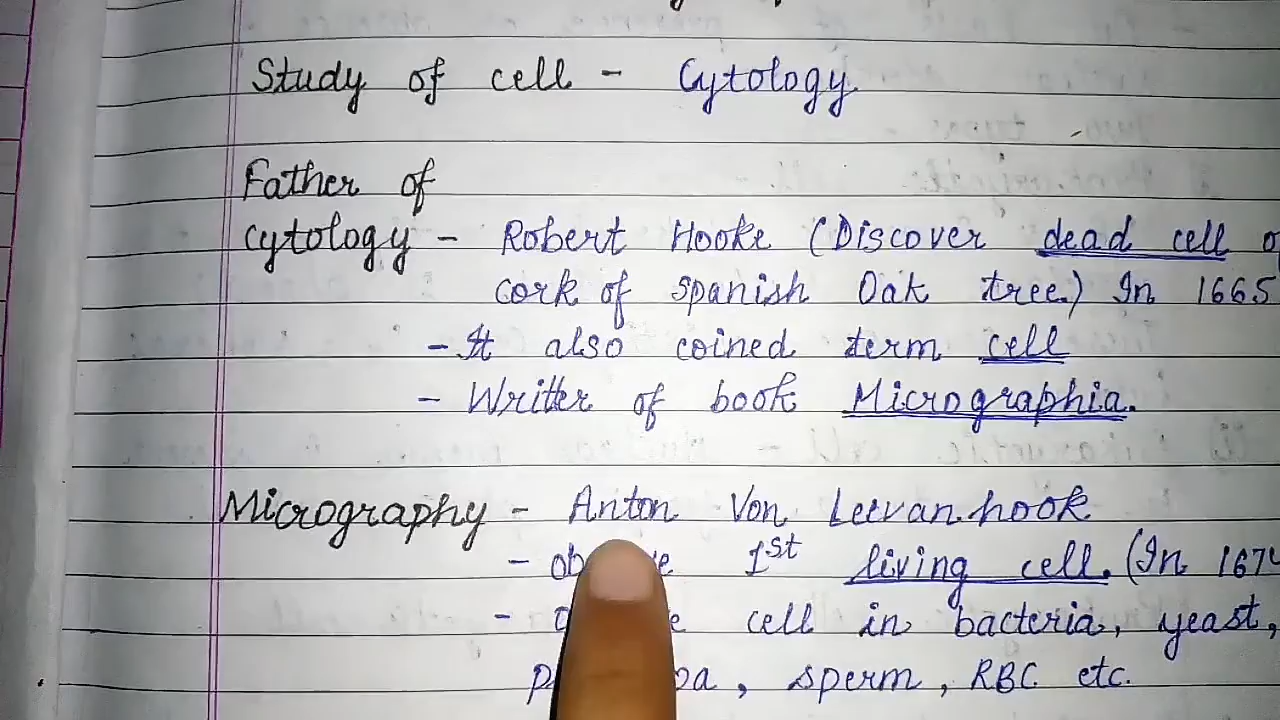 Study of cell - Cytology
Father of
cytology - Robert Hooke (Discover dead cell
cork of spanish Oak tree.) In 1665
- It also coined term cell
- Writter of book Micrographia.
Micrography - Anton Von Leevanhook
- 1st living cell. (In 1674
- cell in bacteria, yeast,
, sperm, RBC etc.